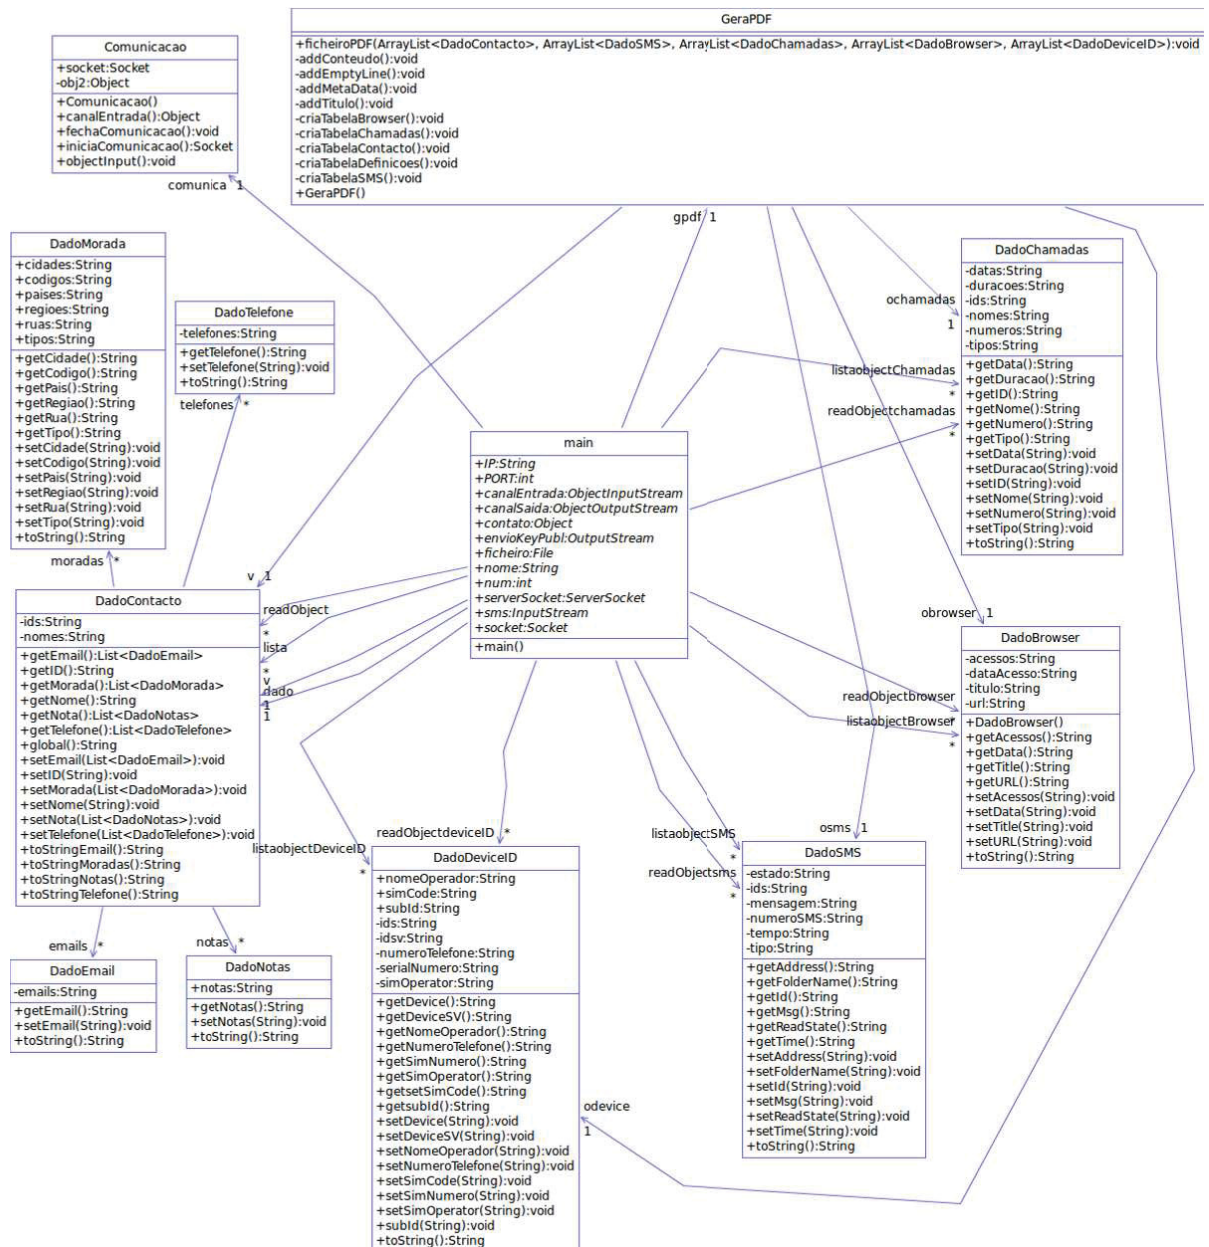 GeraPDF
+ficheiroPDF(ArrayList<DadoContacto>, ArrayList<DadoSMS>, ArrayList<DadoChamadas>, ArrayList<DadoBrowser>, ArrayList<DadoDeviceID>):void
-addConteudo():void
-addEmptyLine():void
-addMetaData():void
-addTitulo():void
-criaTabelaBrowser():void
-criaTabelaChamadas():void
-criaTabelaContacto():void
-criaTabelaDefinicoes():void
-criaTabelaSMS():void
+GeraPDF()
Comunicacao
+socket:Socket
-obj2:Object
+Comunicacao()
+canalEntrada():Object
+fechaComunicacao():void
+iniciaComunicacao():Socket
+objectInput():void
comunica 1
gpdf 1
DadoMorada
+cidades:String
+codigos:String
+paises:String
+regioes:String
+ruas:String
+tipos:String
+getCidade():String
+getCodigo():String
+getPais():String
+getRegiao():String
+getRua():String
+getTipo():String
+setCidade(String):void
+setCodigo(String):void
+setPais(String):void
+setRegiao(String):void
+setRua(String):void
+setTipo(String):void
+toString():String
moradas *
DadoTelefone
-telefones:String
+getTelefone():String
+setTelefone(String):void
+toString():String
telefones *
DadoChamadas
-datas:String
-duracoes:String
-ids:String
-nomes:String
-numeros:String
-tipos:String
+getData():String
+getDuracao():String
+getID():String
+getNome():String
+getNumero():String
+getTipo():String
+setData(String):void
+setDuracao(String):void
+setID(String):void
+setNome(String):void
+setNumero(String):void
+setTipo(String):void
+toString():String
ochamadas
1
listaobjectChamadas
*
readObjectchamadas
*
main
+IP:String
+PORT:int
+canalEntrada:ObjectInputStream
+canalSaida:ObjectOutputStream
+contato:Object
+envioKeyPubl:OutputStream
+ficheiro:File
+nome:String
+num:int
+serverSocket:ServerSocket
+sms:InputStream
+socket:Socket
+main()
v 1
DadoContacto
-ids:String
-nomes:String
+getEmail():List<DadoEmail>
+getID():String
+getMorada():List<DadoMorada>
+getNome():String
+getNota():List<DadoNotas>
+getTelefone():List<DadoTelefone>
+global():String
+setEmail(List<DadoEmail>):void
+setID(String):void
+setMorada(List<DadoMorada>):void
+setNome(String):void
+setNota(List<DadoNotas>):void
+setTelefone(List<DadoTelefone>):void
+toStringEmail():String
+toStringMoradas():String
+toStringNotas():String
+toStringTelefone():String
readObject
*
lista
*
v
dado
1
1
obrowser 1
DadoBrowser
-acessos:String
-dataAcesso:String
-titulo:String
-url:String
+DadoBrowser()
+getAcessos():String
+getData():String
+getTitle():String
+getURL():String
+setAcessos(String):void
+setData(String):void
+setTitle(String):void
+setURL(String):void
+toString():String
readObjectbrowser
*
listaobjectBrowser
*
readObjectdeviceID *
listaobjectDeviceID
*
DadoDeviceID
+nomeOperador:String
+simCode:String
+subId:String
-ids:String
-idsv:String
-numeroTelefone:String
-serialNumero:String
-simOperator:String
+getDevice():String
+getDeviceSV():String
+getNomeOperador():String
+getNumeroTelefone():String
+getSimNumero():String
+getSimOperator():String
+getsetSimCode():String
+getsubId():String
+setDevice(String):void
+setDeviceSV(String):void
+setNomeOperador(String):void
+setNumeroTelefone(String):void
+setSimCode(String):void
+setSimNumero(String):void
+setSimOperator(String):void
+subId(String):void
+toString():String
osms 1
listaobjectSMS
*
readObjectsms
*
DadoSMS
-estado:String
-ids:String
-mensagem:String
-numeroSMS:String
-tempo:String
-tipo:String
+getAddress():String
+getFolderName():String
+getId():String
+getMsg():String
+getReadState():String
+getTime():String
+setAddress(String):void
+setFolderName(String):void
+setId(String):void
+setMsg(String):void
+setReadState(String):void
+setTime(String):void
+toString():String
odevice
1
emails *
DadoEmail
-emails:String
+getEmail():String
+setEmail(String):void
+toString():String
notas *
DadoNotas
+notas:String
+getNotas():String
+setNotas(String):void
+toString():String